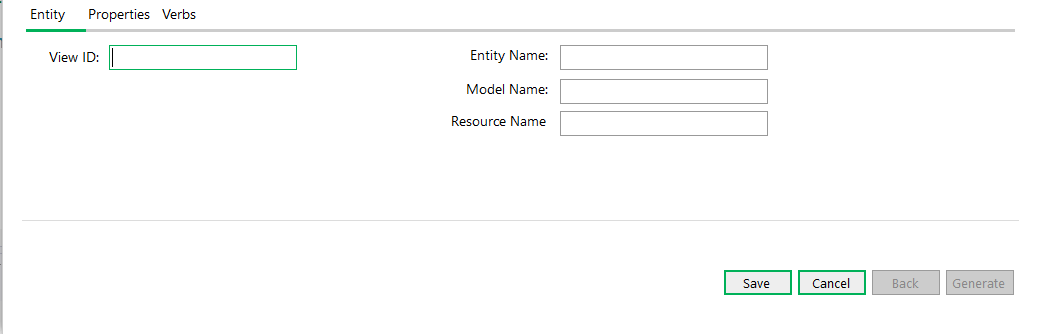 Entity Properties Verbs
View ID:
Entity Name:
Model Name:
Resource Name
Save Cancel Back Generate